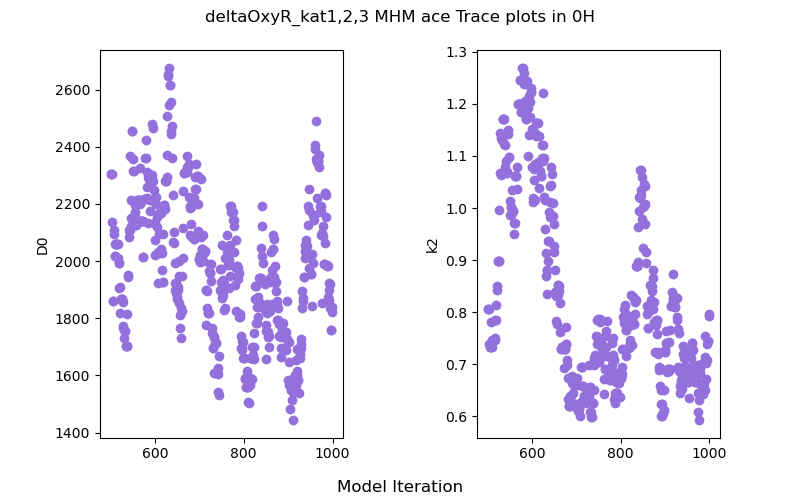 deltaOxyR_kat1,2,3 MHM ace Trace plots in 0H
D0
2600
2400
2200
2000
1800
1600
1400
600 800 1000
k2
1.3
1.2
1.1
1.0
0.9
0.8
0.7
0.6
600 800 1000
Model Iteration